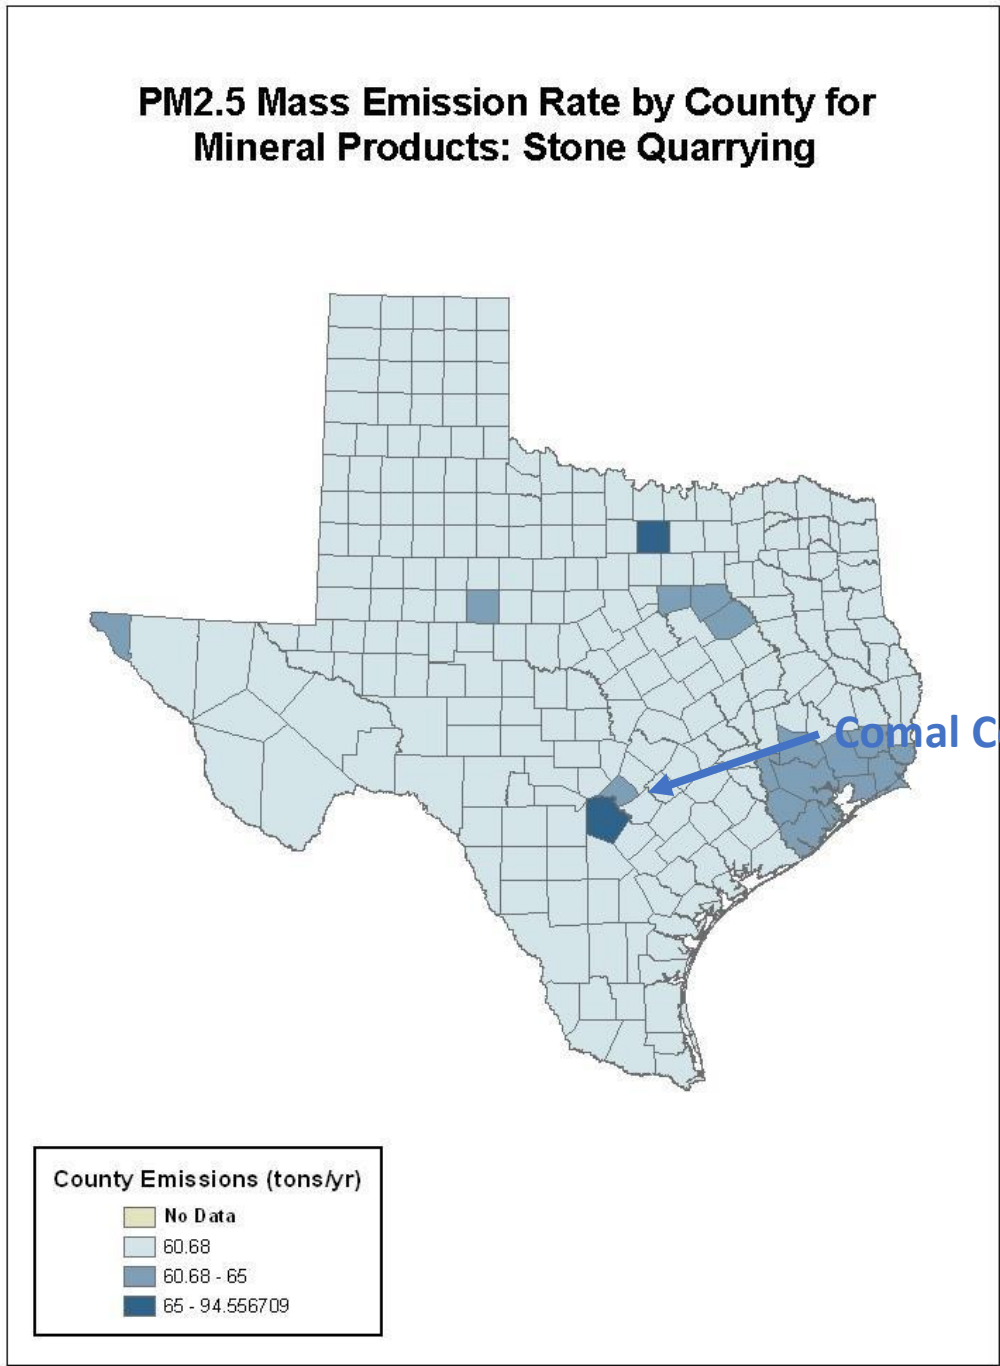 PM2.5 Mass Emission Rate by County for
Mineral Products: Stone Quarrying
Comal C
County Emissions (tons/yr)
No Data
60.68
60.68 - 65
65 - 94.556709